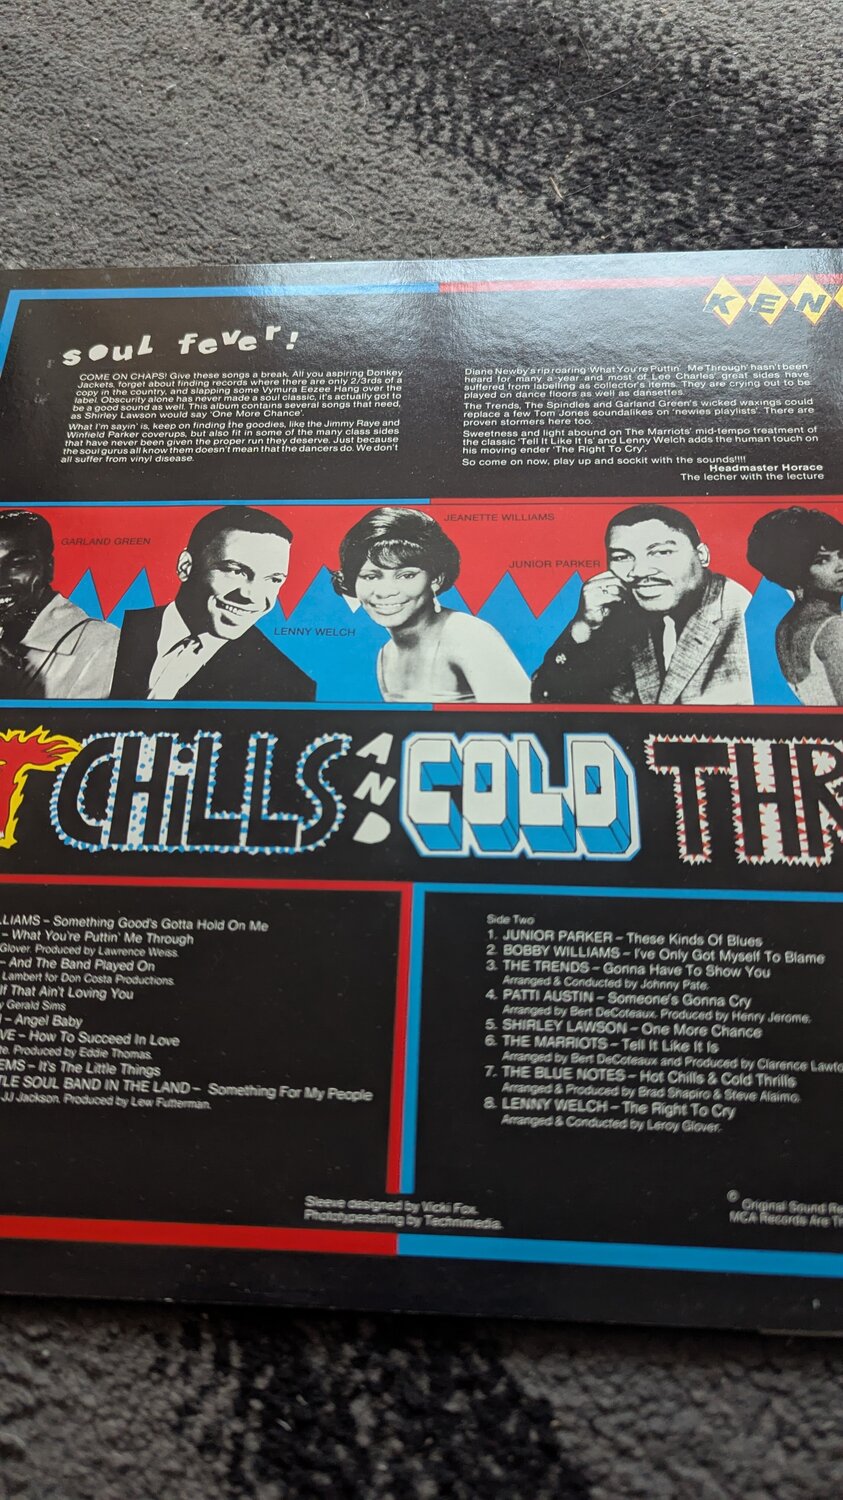 KEN
soul fever!
COME ON CHAPS! Give these songs a break. All you aspiring Donkey
Jackets, forget about finding records where there are only 2/3rds of a
copy in the country, and slapping some Vymura Eezee Hang over the
label. Obscurity alone has never made a soul classic, it's actually got to
be a good sound as well. This album contains several songs that need,
as Shirley Lawson would say 'One More Chance'.
What I'm sayin' is, keep on finding the goodies, like the Jimmy Raye and
Winfield Parker coverups, but also fit in some of the many class sides
that have never been given the proper run they deserve. Just because
the soul gurus all know them doesn't mean that the dancers do. We don't
all suffer from vinyl disease.
Diane Newby's rip roaring 'What You're Puttin' Me Through' hasn't been
heard for many a year and most of Lee Charles' great sides have
suffered from labelling as collector's items. They are crying out to be
played on dance floors as well as dansettes.
The Trends, The Spindles and Garland Green's wicked waxings could
replace a few Tom Jones soundalikes on 'newies playlists'. There are
proven stormers here too.
Sweetness and light abound on The Marriots' mid-tempo treatment of
the classic 'Tell It Like It Is' and Lenny Welch adds the human touch on
his moving ender 'The Right To Cry'.
So come on now, play up and sockit with the sounds!!!!
Headmaster Horace
The lecher with the lecture
GARLAND GREEN
LENNY WELCH
JEANETTE WILLIAMS
JUNIOR PARKER
T CHiLLS AND COLD THR
LLIAMS – Something Good's Gotta Hold On Me
– What You're Puttin' Me Through
Glover. Produced by Lawrence Weiss.
– And The Band Played On
Lambert for Don Costa Productions.
If That Ain't Loving You
y Gerald Sims
– Angel Baby
VE – How To Succeed In Love
te. Produced by Eddie Thomas.
EMS – It's The Little Things
TLE SOUL BAND IN THE LAND – Something For My People
JJ Jackson. Produced by Lew Futterman.
Side Two
1. JUNIOR PARKER – These Kinds Of Blues
2. BOBBY WILLIAMS – I've Only Got Myself To Blame
3. THE TRENDS – Gonna Have To Show You
Arranged & Conducted by Johnny Pate.
4. PATTI AUSTIN – Someone's Gonna Cry
Arranged by Bert DeCoteaux. Produced by Henry Jerome.
5. SHIRLEY LAWSON – One More Chance
6. THE MARRIOTS – Tell It Like It Is
Arranged by Bert DeCoteaux and Produced by Clarence Lawto
7. THE BLUE NOTES – Hot Chills & Cold Thrills
Arranged & Produced by Brad Shapiro & Steve Alaimo.
8. LENNY WELCH – The Right To Cry
Arranged & Conducted by Leroy Glover.
Sleeve designed by Vicki Fox.
Phototypesetting by Technimedia.
℗ Original Sound Re
MCA Records Are Th